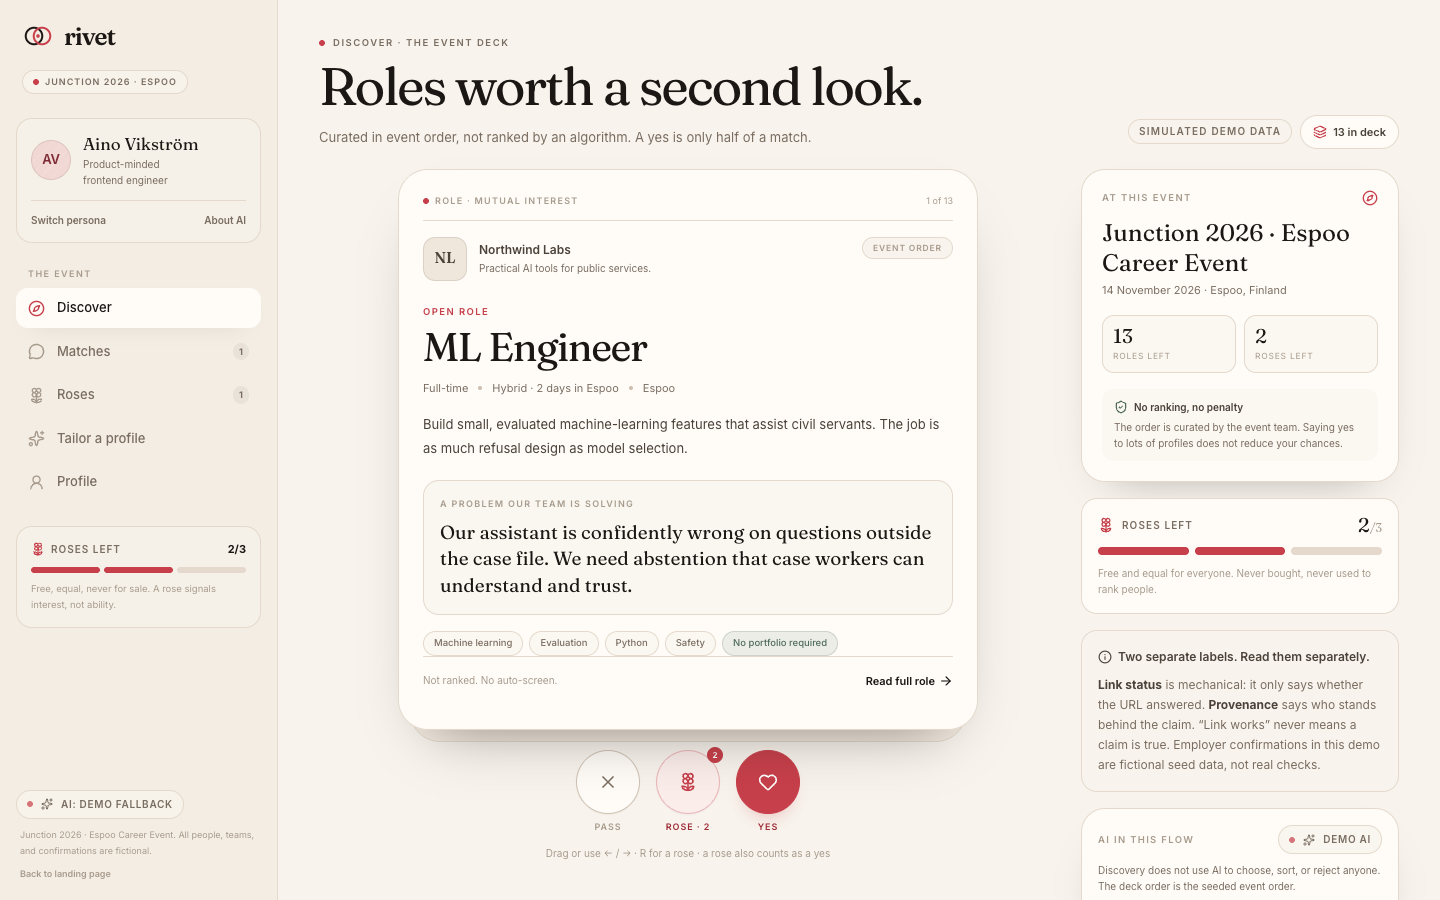 rivet
JUNCTION 2026 · ESPOO
AV
Aino Vikström
Product-minded
frontend engineer
Switch persona
About AI
THE EVENT
Discover
Matches
1
Roses
1
Tailor a profile
Profile
ROSES LEFT
2/3
Free, equal, never for sale. A rose signals
interest, not ability.
AI: DEMO FALLBACK
Junction 2026 · Espoo Career Event. All people, teams,
and confirmations are fictional.
Back to landing page
DISCOVER · THE EVENT DECK
Roles worth a second look.
Curated in event order, not ranked by an algorithm. A yes is only half of a match.
SIMULATED DEMO DATA
13 in deck
ROLE · MUTUAL INTEREST
1 of 13
NL
Northwind Labs
Practical AI tools for public services.
EVENT ORDER
OPEN ROLE
ML Engineer
Full-time • Hybrid · 2 days in Espoo • Espoo
Build small, evaluated machine-learning features that assist civil servants. The job is
as much refusal design as model selection.
A PROBLEM OUR TEAM IS SOLVING
Our assistant is confidently wrong on questions outside
the case file. We need abstention that case workers can
understand and trust.
Machine learning
Evaluation
Python
Safety
No portfolio required
Not ranked. No auto-screen.
Read full role →
2
PASS
ROSE · 2
YES
Drag or use ← / → · R for a rose · a rose also counts as a yes
AT THIS EVENT
Junction 2026 · Espoo
Career Event
14 November 2026 · Espoo, Finland
13
ROLES LEFT
2
ROSES LEFT
No ranking, no penalty
The order is curated by the event team. Saying yes
to lots of profiles does not reduce your chances.
ROSES LEFT
2/3
Free and equal for everyone. Never bought, never used to
rank people.
Two separate labels. Read them separately.
Link status is mechanical: it only says whether
the URL answered. Provenance says who stands
behind the claim. “Link works” never means a
claim is true. Employer confirmations in this demo
are fictional seed data, not real checks.
AI IN THIS FLOW
DEMO AI
Discovery does not use AI to choose, sort, or reject anyone.
The deck order is the seeded event order.